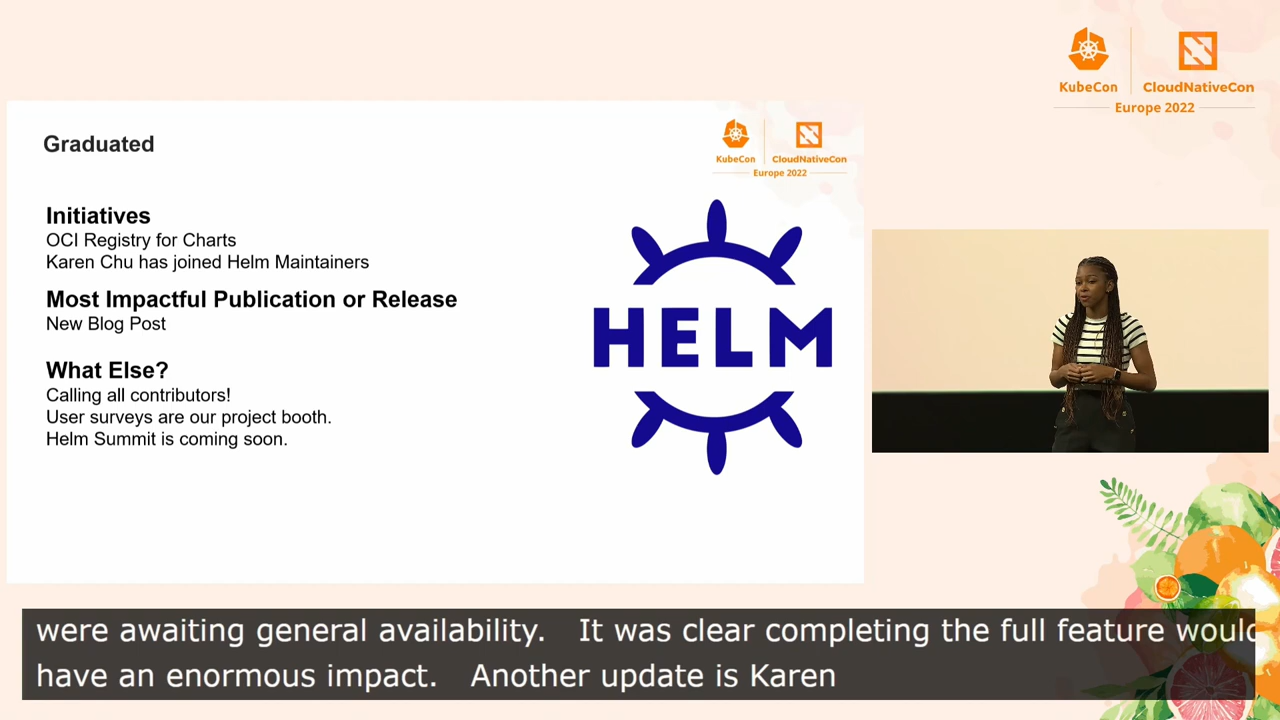 KubeCon
CloudNativeCon
Europe 2022
Graduated
KubeCon
CloudNativeCon
Europe 2022
Initiatives
OCI Registry for Charts
Karen Chu has joined Helm Maintainers
Most Impactful Publication or Release
New Blog Post
What Else?
Calling all contributors!
User surveys are our project booth.
Helm Summit is coming soon.
HELM
were awaiting general availability. It was clear completing the full feature would
have an enormous impact. Another update is Karen